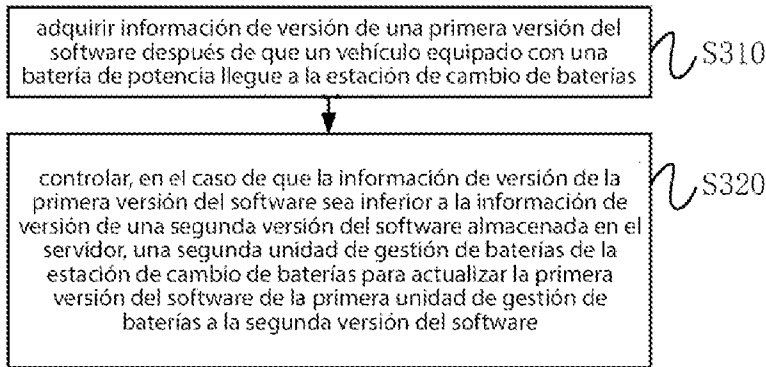 adquirir información de versión de una primera versión del
software después de que un vehículo equipado con una
batería de potencia llegue a la estación de cambio de baterías
S310
controlar, en el caso de que la información de versión de la
primera versión del software sea inferior a la información de
versión de una segunda versión del software almacenada en el
servidor, una segunda unidad de gestión de baterías de la
estación de cambio de baterías para actualizar la primera
versión del software de la primera unidad de gestión de
baterías a la segunda versión del software
S320